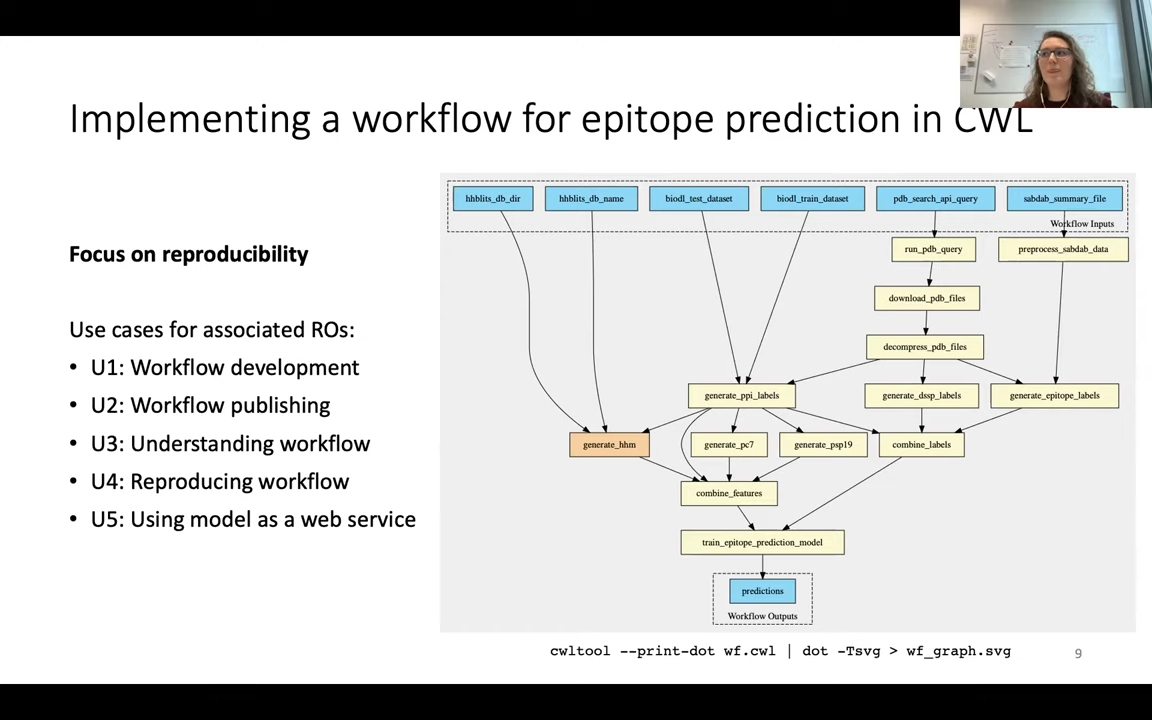 Implementing a workflow for epitope prediction in CWL
Focus on reproducibility
Use cases for associated ROs:
• U1: Workflow development
• U2: Workflow publishing
• U3: Understanding workflow
• U4: Reproducing workflow
• U5: Using model as a web service
hhblits_db_dir
hhblits_db_name
biodl_test_dataset
biodl_train_dataset
pdb_search_api_query
sabdab_summary_file
Workflow Inputs
run_pdb_query
preprocess_sabdab_data
download_pdb_files
decompress_pdb_files
generate_ppi_labels
generate_dssp_labels
generate_epitope_labels
generate_hhm
generate_pc7
generate_psp19
combine_labels
combine_features
train_epitope_prediction_model
predictions
Workflow Outputs
cwltool --print-dot wf.cwl | dot -Tsvg > wf_graph.svg
9